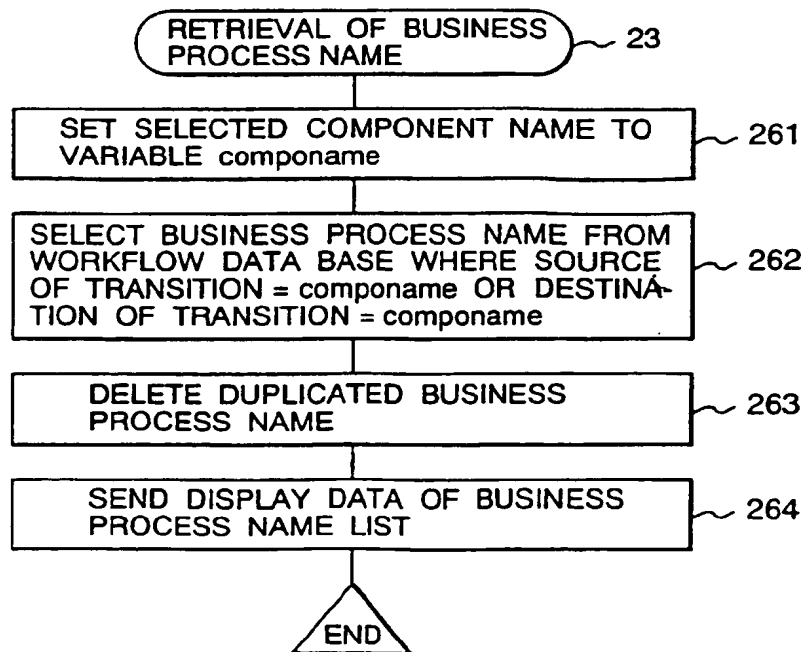 RETRIEVAL OF BUSINESS
PROCESS NAME
23
SET SELECTED COMPONENT NAME TO
VARIABLE componame
261
SELECT BUSINESS PROCESS NAME FROM
WORKFLOW DATA BASE WHERE SOURCE
OF TRANSITION = componame OR DESTINA-
TION OF TRANSITION = componame
262
DELETE DUPLICATED BUSINESS
PROCESS NAME
263
SEND DISPLAY DATA OF BUSINESS
PROCESS NAME LIST
264
END